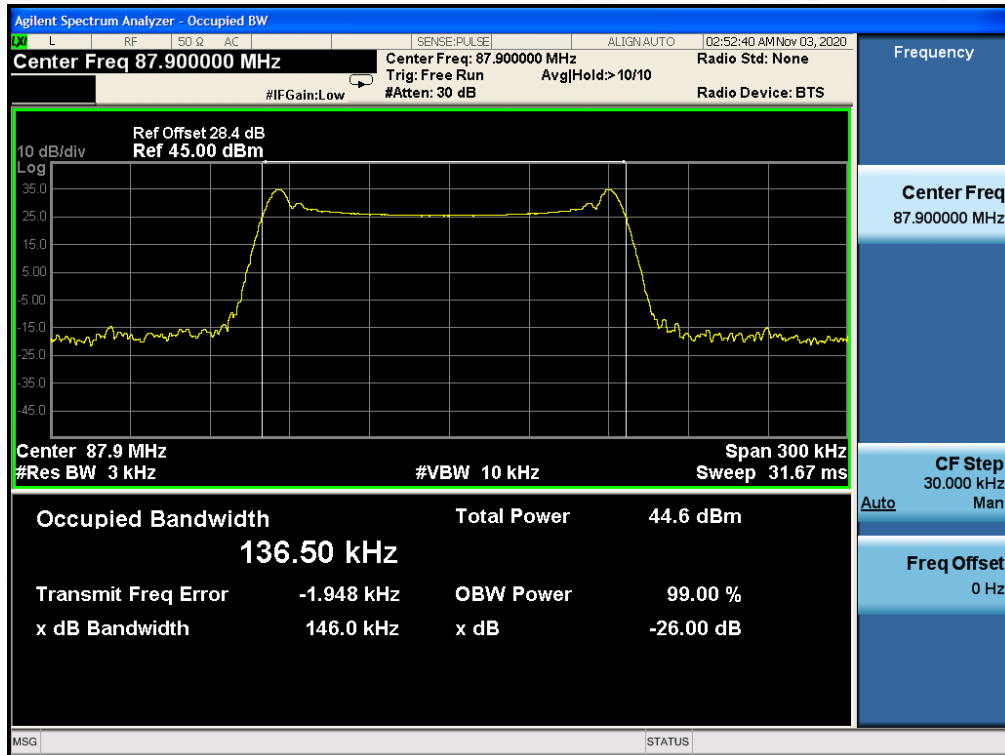 Agilent Spectrum Analyzer - Occupied BW
LXI L RF 50 Ω AC SENSE:PULSE ALIGN AUTO 02:52:40 AM Nov 03, 2020
Center Freq 87.900000 MHz
Center Freq: 87.900000 MHz
Radio Std: None
Trig: Free Run Avg|Hold:> 10/10
#IFGain:Low
#Atten: 30 dB
Radio Device: BTS
Frequency
Ref Offset 28.4 dB
10 dB/div Ref 45.00 dBm
Log
35.0
25.0
15.0
5.00
-5.00
-15.0
-25.0
-35.0
-45.0
Center 87.9 MHz
Span 300 kHz
#Res BW 3 kHz
#VBW 10 kHz
Sweep 31.67 ms
Center Freq
87.900000 MHz
CF Step
30.000 kHz
Auto Man
Freq Offset
0 Hz
Occupied Bandwidth
136.50 kHz
Total Power 44.6 dBm
Transmit Freq Error -1.948 kHz
OBW Power 99.00 %
x dB Bandwidth 146.0 kHz
x dB -26.00 dB
MSG
STATUS